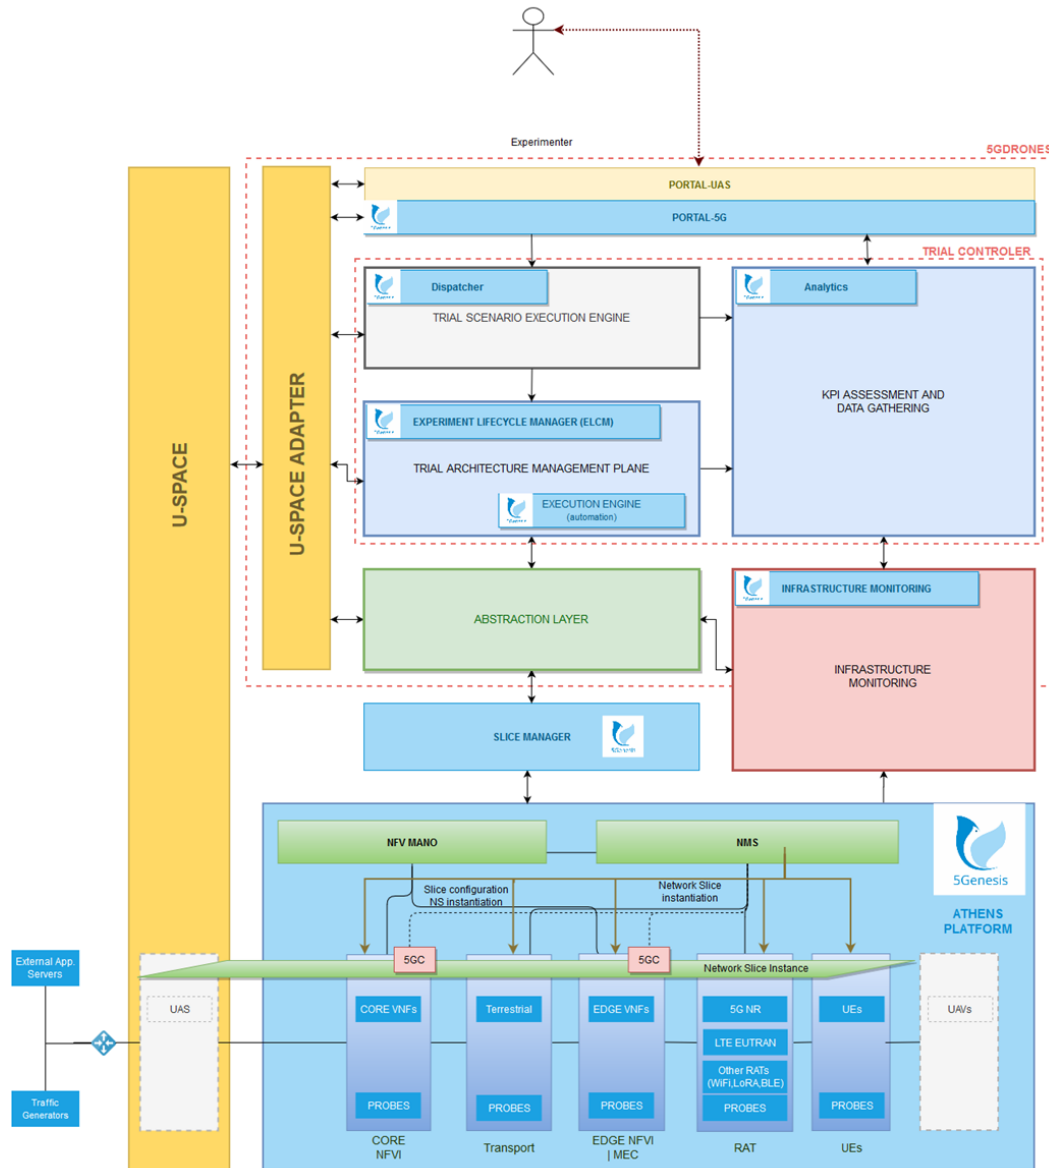 Experimenter
5GDRONES
PORTAL-UAS
PORTAL-5G
TRIAL CONTROLER
Dispatcher
TRIAL SCENARIO EXECUTION ENGINE
Analytics
KPI ASSESSMENT AND
DATA GATHERING
EXPERIMENT LIFECYCLE MANAGER (ELCM)
TRIAL ARCHITECTURE MANAGEMENT PLANE
EXECUTION ENGINE
(automation)
U-SPACE
U-SPACE ADAPTER
ABSTRACTION LAYER
INFRASTRUCTURE MONITORING
INFRASTRUCTURE
MONITORING
SLICE MANAGER
NFV MANO
NMS
5Genesis
ATHENS
PLATFORM
Slice configuration
NS instantiation
Network Slice
instantiation
5GC
5GC
Network Slice Instance
External App.
Servers
Traffic
Generators
UAS
CORE VNFs
PROBES
CORE
NFVI
Terrestrial
PROBES
Transport
EDGE VNFs
PROBES
EDGE NFVI
| MEC
5G NR
LTE EUTRAN
Other RATs
(WiFi,LoRA,BLE)
PROBES
RAT
UEs
PROBES
UEs
UAVs